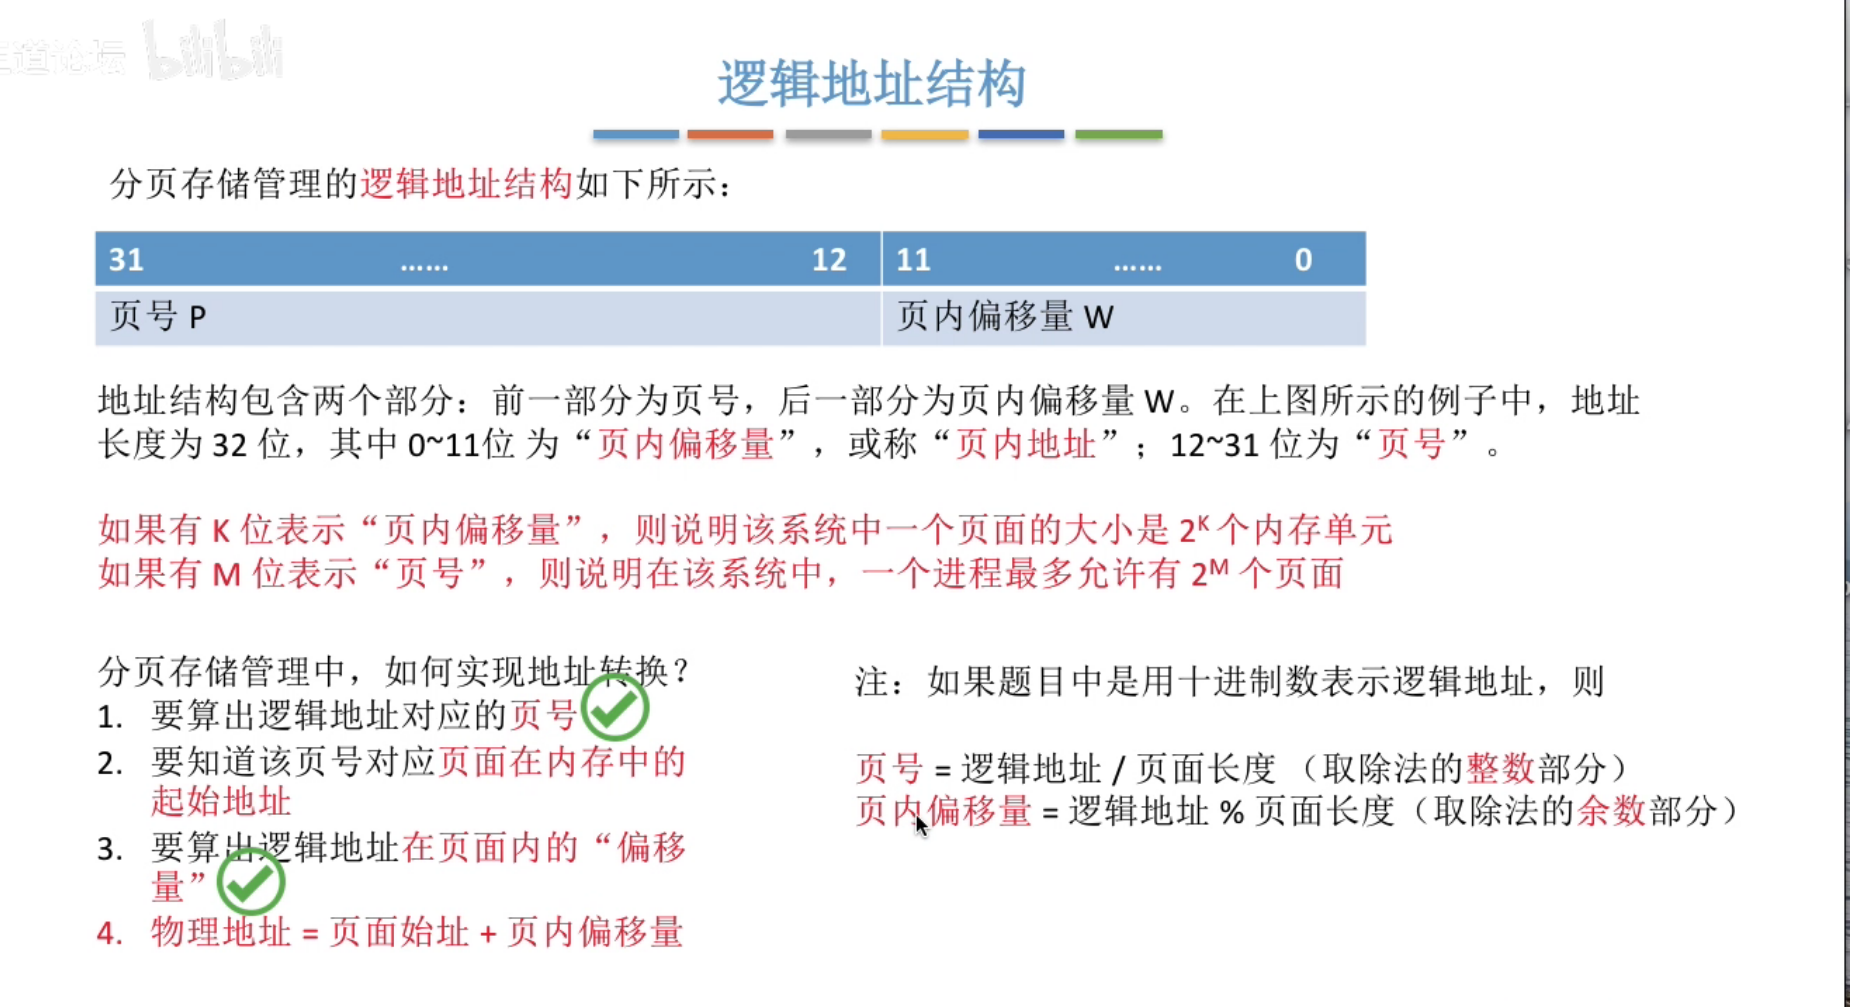 道论坛 bilibili
逻辑地址结构
分页存储管理的逻辑地址结构如下所示：
31 …… 12 11 …… 0
页号 P 页内偏移量 W
地址结构包含两个部分：前一部分为页号，后一部分为页内偏移量 W。在上图所示的例子中，地址
长度为 32 位，其中 0~11位 为“页内偏移量”，或称“页内地址”；12~31 位为“页号”。
如果有 K 位表示“页内偏移量”，则说明该系统中一个页面的大小是 2ᴷ 个内存单元
如果有 M 位表示“页号”，则说明在该系统中，一个进程最多允许有 2ᴹ 个页面
分页存储管理中，如何实现地址转换？
1. 要算出逻辑地址对应的页号
2. 要知道该页号对应页面在内存中的
起始地址
3. 要算出逻辑地址在页面内的“偏移
量”
4. 物理地址 = 页面始址 + 页内偏移量
注：如果题目中是用十进制数表示逻辑地址，则
页号 = 逻辑地址 / 页面长度 （取除法的整数部分）
页内偏移量 = 逻辑地址 % 页面长度（取除法的余数部分）